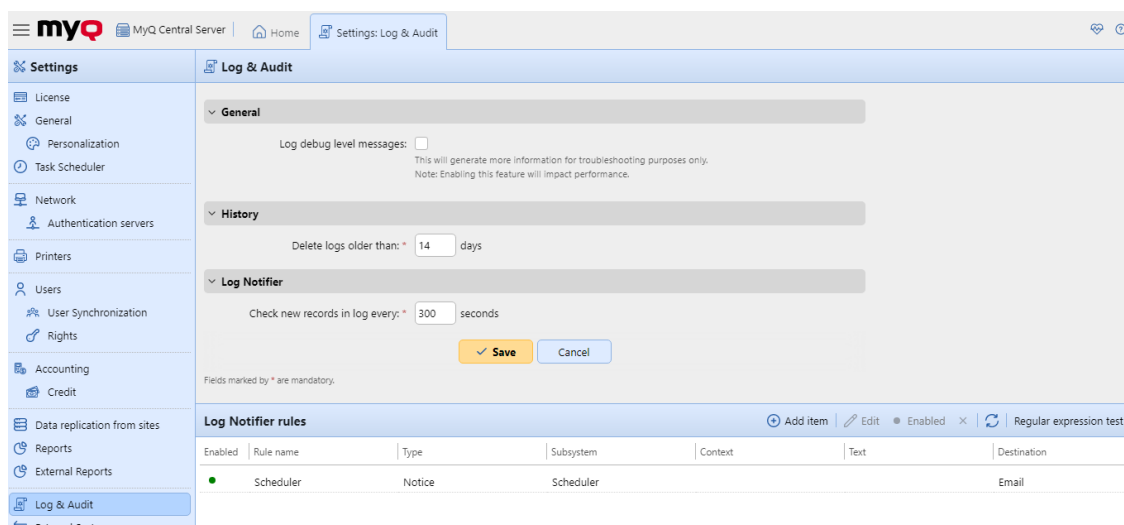 myQ
MyQ Central Server
Home
Settings: Log & Audit
Settings
License
General
Personalization
Task Scheduler
Network
Authentication servers
Printers
Users
User Synchronization
Rights
Accounting
Credit
Data replication from sites
Reports
External Reports
Log & Audit
Log & Audit
General
Log debug level messages:
This will generate more information for troubleshooting purposes only.
Note: Enabling this feature will impact performance.
History
Delete logs older than: * 14 days
Log Notifier
Check new records in log every: * 300 seconds
Save Cancel
Fields marked by * are mandatory.
Log Notifier rules
Add item Edit Enabled Regular expression test
Enabled Rule name Type Subsystem Context Text Destination
Scheduler Notice Scheduler Email